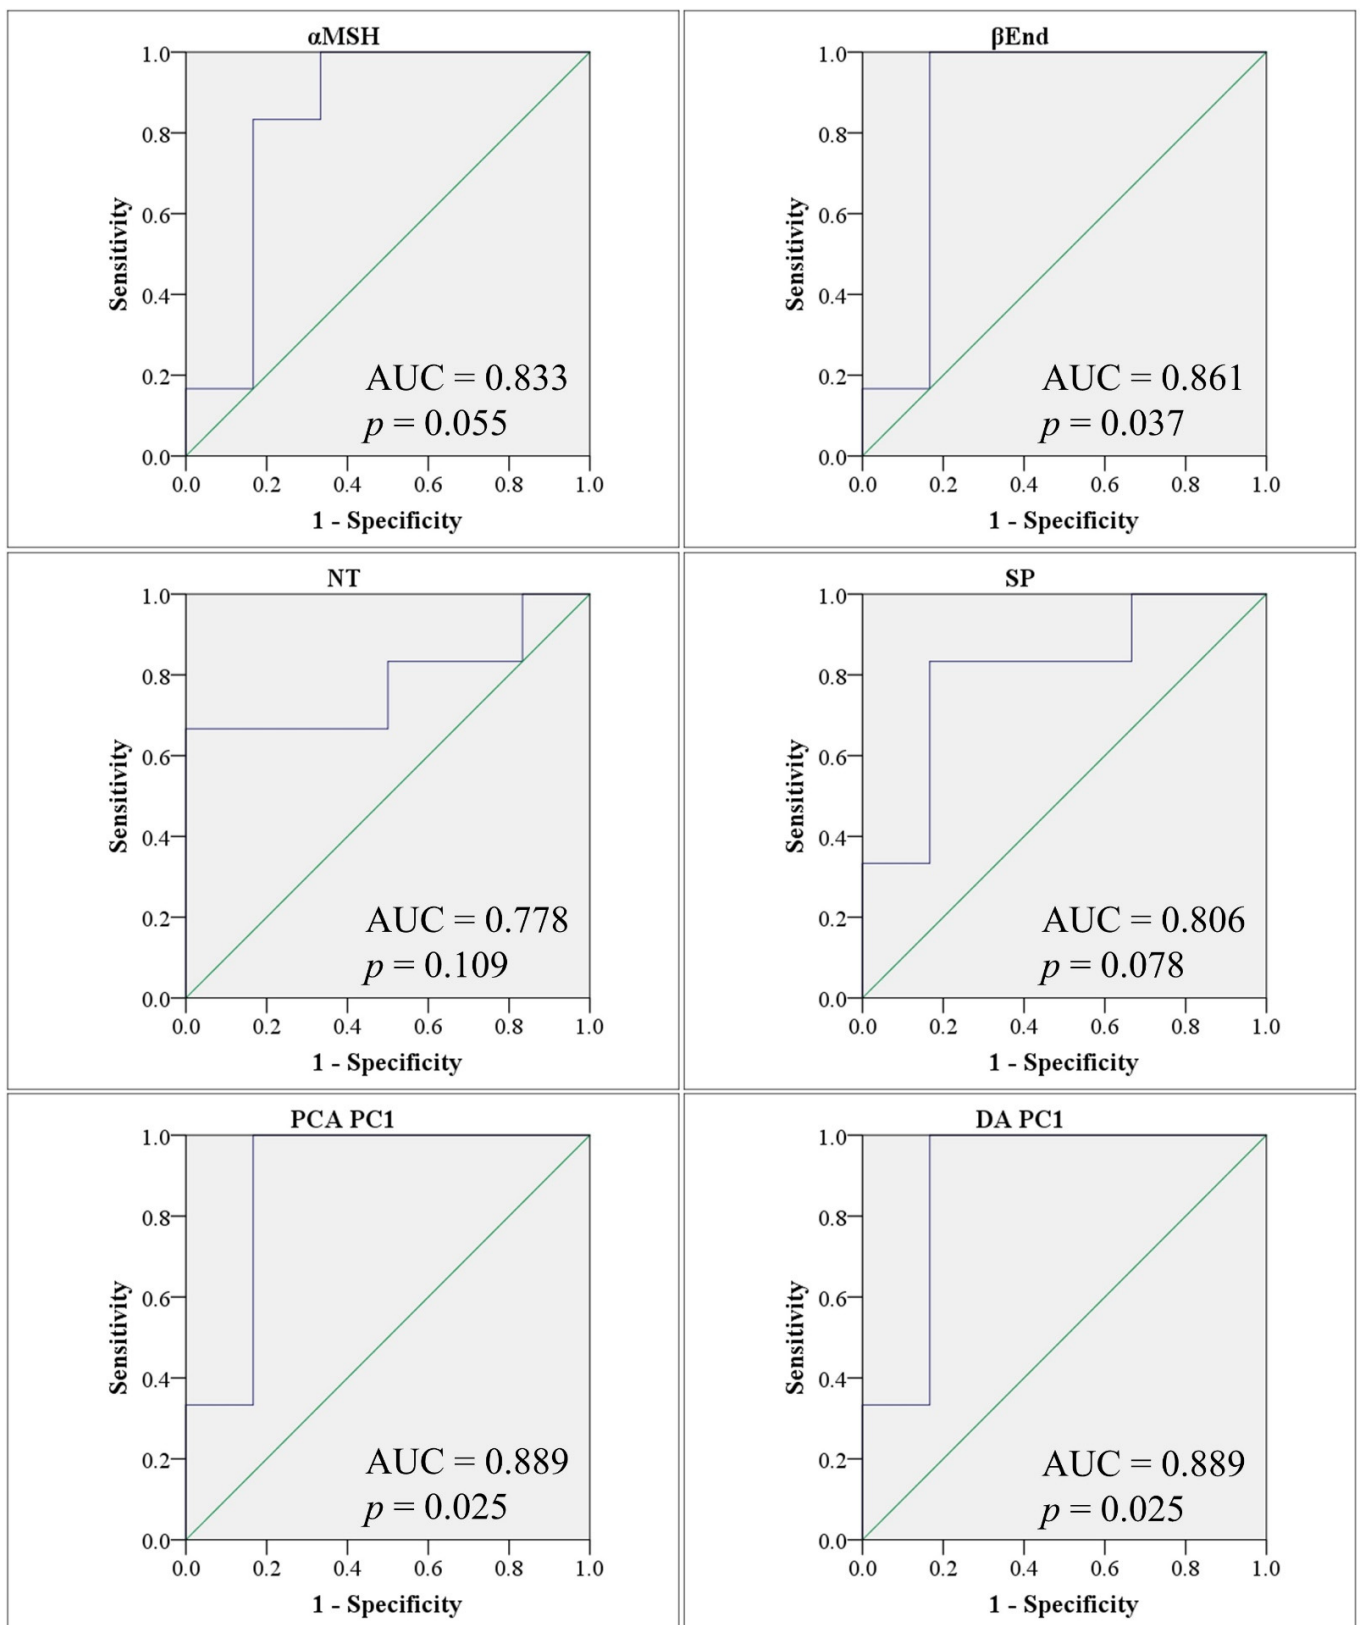 αMSH
1.0
0.8
0.6
0.4
0.2
0.0
Sensitivity
AUC = 0.833
p = 0.055
0.0 0.2 0.4 0.6 0.8 1.0
1 - Specificity
βEnd
1.0
0.8
0.6
0.4
0.2
0.0
Sensitivity
AUC = 0.861
p = 0.037
0.0 0.2 0.4 0.6 0.8 1.0
1 - Specificity
NT
1.0
0.8
0.6
0.4
0.2
0.0
Sensitivity
AUC = 0.778
p = 0.109
0.0 0.2 0.4 0.6 0.8 1.0
1 - Specificity
SP
1.0
0.8
0.6
0.4
0.2
0.0
Sensitivity
AUC = 0.806
p = 0.078
0.0 0.2 0.4 0.6 0.8 1.0
1 - Specificity
PCA PC1
1.0
0.8
0.6
0.4
0.2
0.0
Sensitivity
AUC = 0.889
p = 0.025
0.0 0.2 0.4 0.6 0.8 1.0
1 - Specificity
DA PC1
1.0
0.8
0.6
0.4
0.2
0.0
Sensitivity
AUC = 0.889
p = 0.025
0.0 0.2 0.4 0.6 0.8 1.0
1 - Specificity